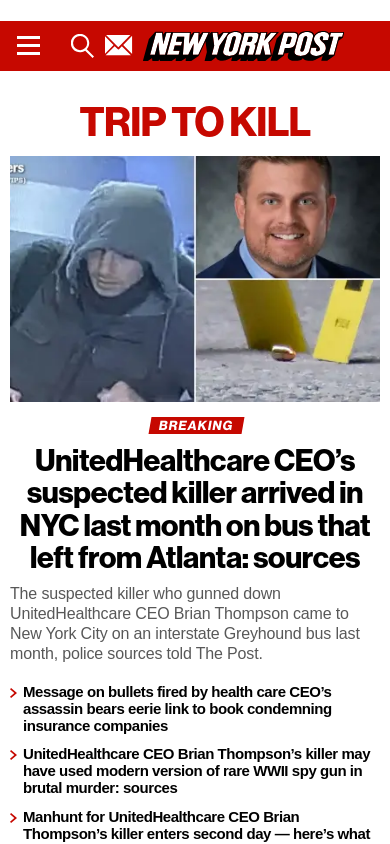 NEW YORK POST
TRIP TO KILL
ers
BREAKING
UnitedHealthcare CEO’s
suspected killer arrived in
NYC last month on bus that
left from Atlanta: sources
The suspected killer who gunned down
UnitedHealthcare CEO Brian Thompson came to
New York City on an interstate Greyhound bus last
month, police sources told The Post.
Message on bullets fired by health care CEO’s
assassin bears eerie link to book condemning
insurance companies
UnitedHealthcare CEO Brian Thompson’s killer may
have used modern version of rare WWII spy gun in
brutal murder: sources
Manhunt for UnitedHealthcare CEO Brian
Thompson’s killer enters second day — here’s what